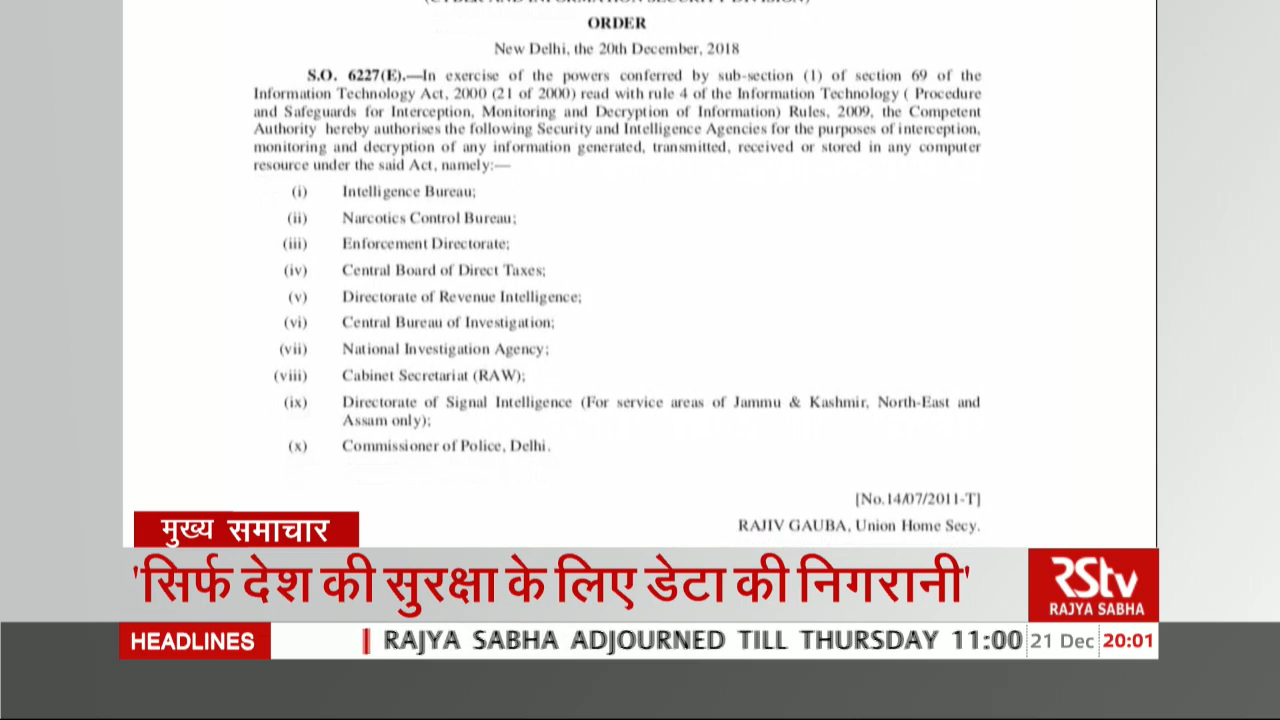 ORDER
New Delhi, the 20th December, 2018
S.O. 6227(E).—In exercise of the powers conferred by sub-section (1) of section 69 of the
Information Technology Act, 2000 (21 of 2000) read with rule 4 of the Information Technology ( Procedure
and Safeguards for Interception, Monitoring and Decryption of Information) Rules, 2009, the Competent
Authority hereby authorises the following Security and Intelligence Agencies for the purposes of interception,
monitoring and decryption of any information generated, transmitted, received or stored in any computer
resource under the said Act, namely:—
(i) Intelligence Bureau;
(ii) Narcotics Control Bureau;
(iii) Enforcement Directorate;
(iv) Central Board of Direct Taxes;
(v) Directorate of Revenue Intelligence;
(vi) Central Bureau of Investigation;
(vii) National Investigation Agency;
(viii) Cabinet Secretariat (RAW);
(ix) Directorate of Signal Intelligence (For service areas of Jammu & Kashmir, North-East and
Assam only);
(x) Commissioner of Police, Delhi.
[No.14/07/2011-T]
RAJIV GAUBA, Union Home Secy.
मुख्य समाचार
'सिर्फ देश की सुरक्षा के लिए डेटा की निगरानी'
RStv
RAJYA SABHA
HEADLINES
RAJYA SABHA ADJOURNED TILL THURSDAY 11:00
21 Dec 20:01